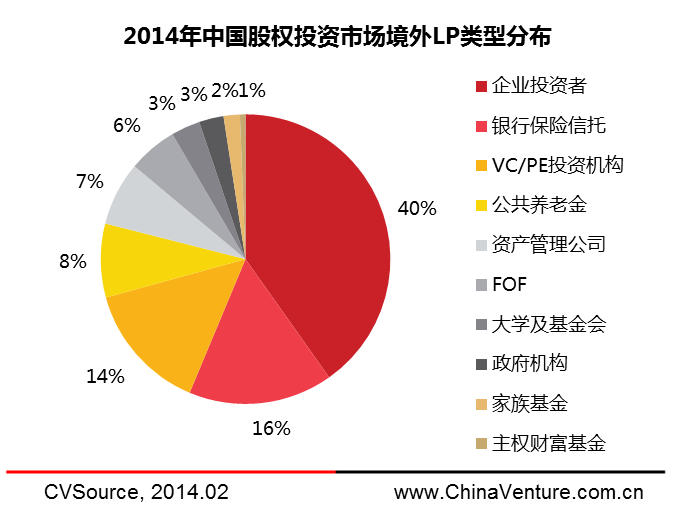 2014年中国股权投资市场境外LP类型分布
40%
16%
14%
8%
7%
6%
3%
3%
2%
1%
企业投资者
银行保险信托
VC/PE投资机构
公共养老金
资产管理公司
FOF
大学及基金会
政府机构
家族基金
主权财富基金
CVSource, 2014.02
www.ChinaVenture.com.cn